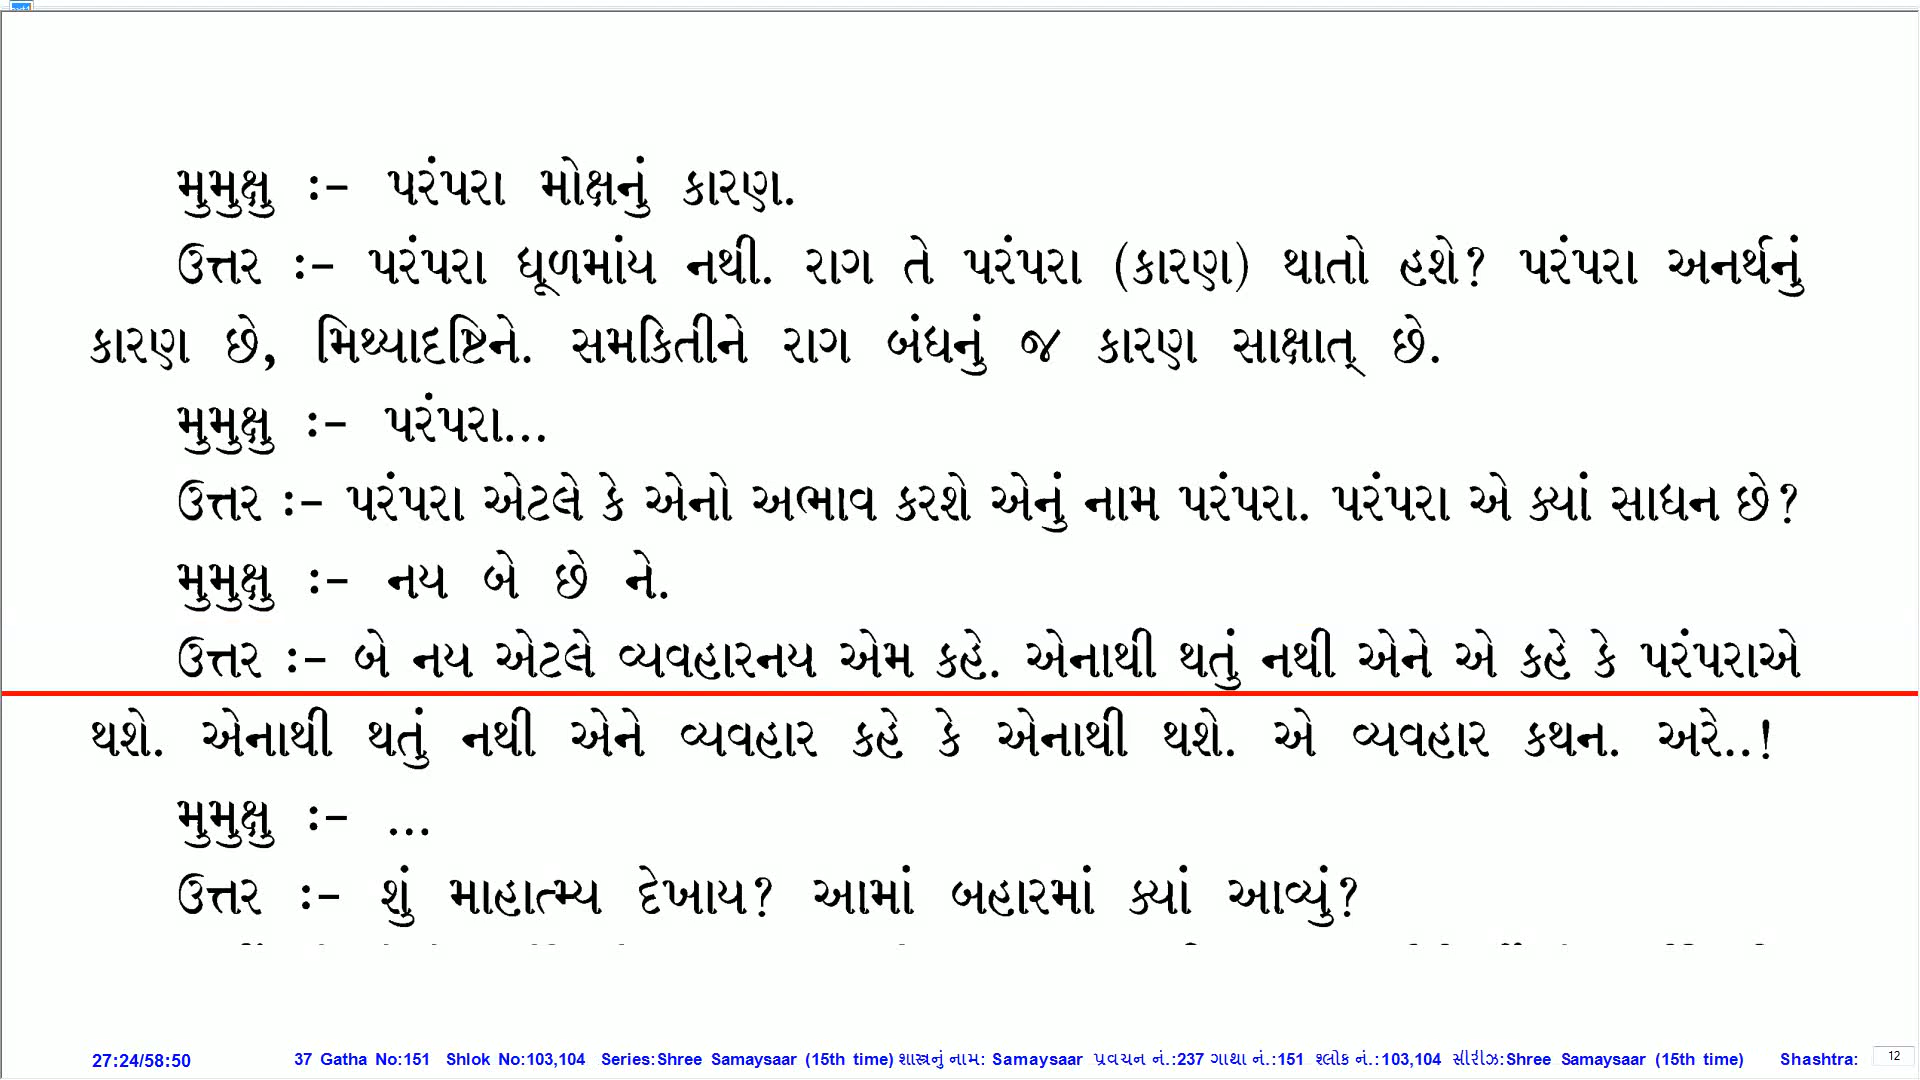 મુમુક્ષુ :– પરંપરા મોક્ષનું કારણ.
ઉત્તર :– પરંપરા ધૂળમાંય નથી. રાગ તે પરંપરા (કારણ) થાતો હશે? પરંપરા અનર્થનું
કારણ છે, મિથ્યાદૃષ્ટિને. સમકિતીને રાગ બંધનું જ કારણ સાક્ષાત્ છે.
મુમુક્ષુ :– પરંપરા...
ઉત્તર :– પરંપરા એટલે કે એનો અભાવ કરશે એનું નામ પરંપરા. પરંપરા એ ક્યાં સાધન છે?
મુમુક્ષુ :– નય બે છે ને.
ઉત્તર :– બે નય એટલે વ્યવહારનય એમ કહે. એનાથી થતું નથી એને એ કહે કે પરંપરાએ
થશે. એનાથી થતું નથી એને વ્યવહાર કહે કે એનાથી થશે. એ વ્યવહાર કથન. અરે..!
મુમુક્ષુ :– ...
ઉત્તર :– શું માહાત્મ્ય દેખાય? આમાં બહારમાં ક્યાં આવ્યું?
27:24/58:50 37 Gatha No:151 Shlok No:103,104 Series:Shree Samaysaar (15th time) શાસ્ત્રનું નામ: Samaysaar પ્રવચન નં.:237 ગાથા નં.:151 શ્લોક નં.:103,104 સીરીઝ:Shree Samaysaar (15th time) Shashtra: 12